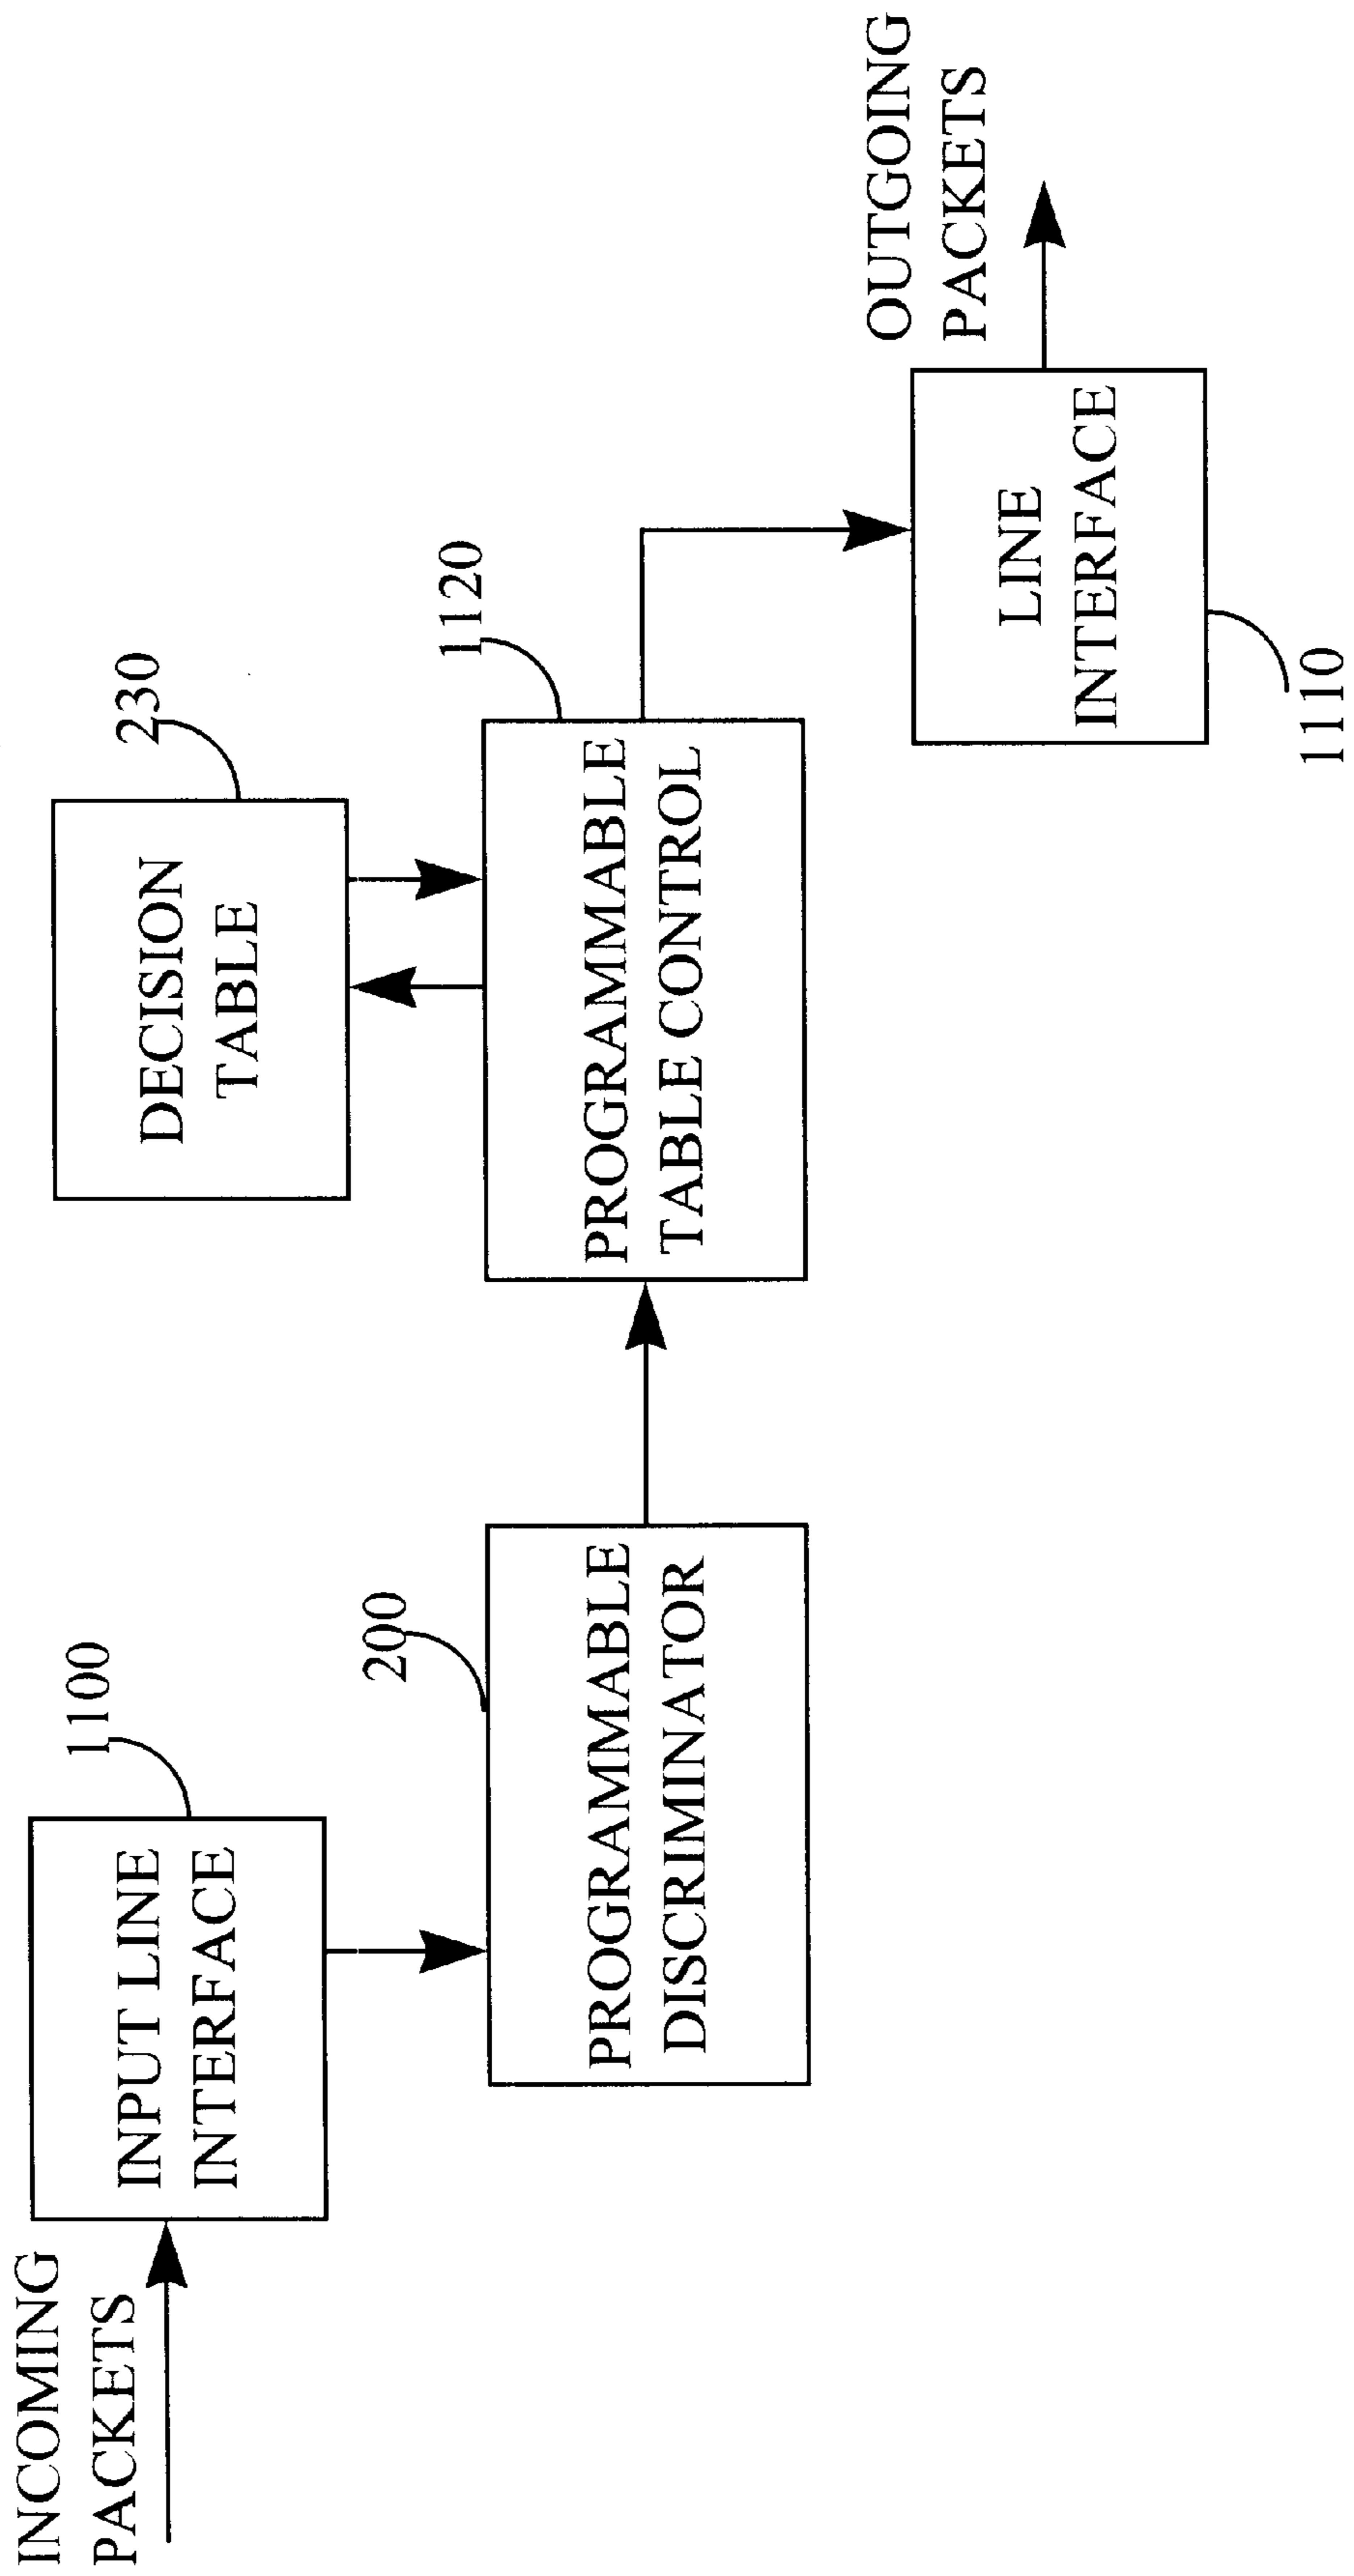 INCOMING
PACKETS
INPUT LINE
INTERFACE
1100
PROGRAMMABLE
DISCRIMINATOR
200
DECISION
TABLE
230
PROGRAMMABLE
TABLE CONTROL
1120
LINE
INTERFACE
1110
OUTGOING
PACKETS